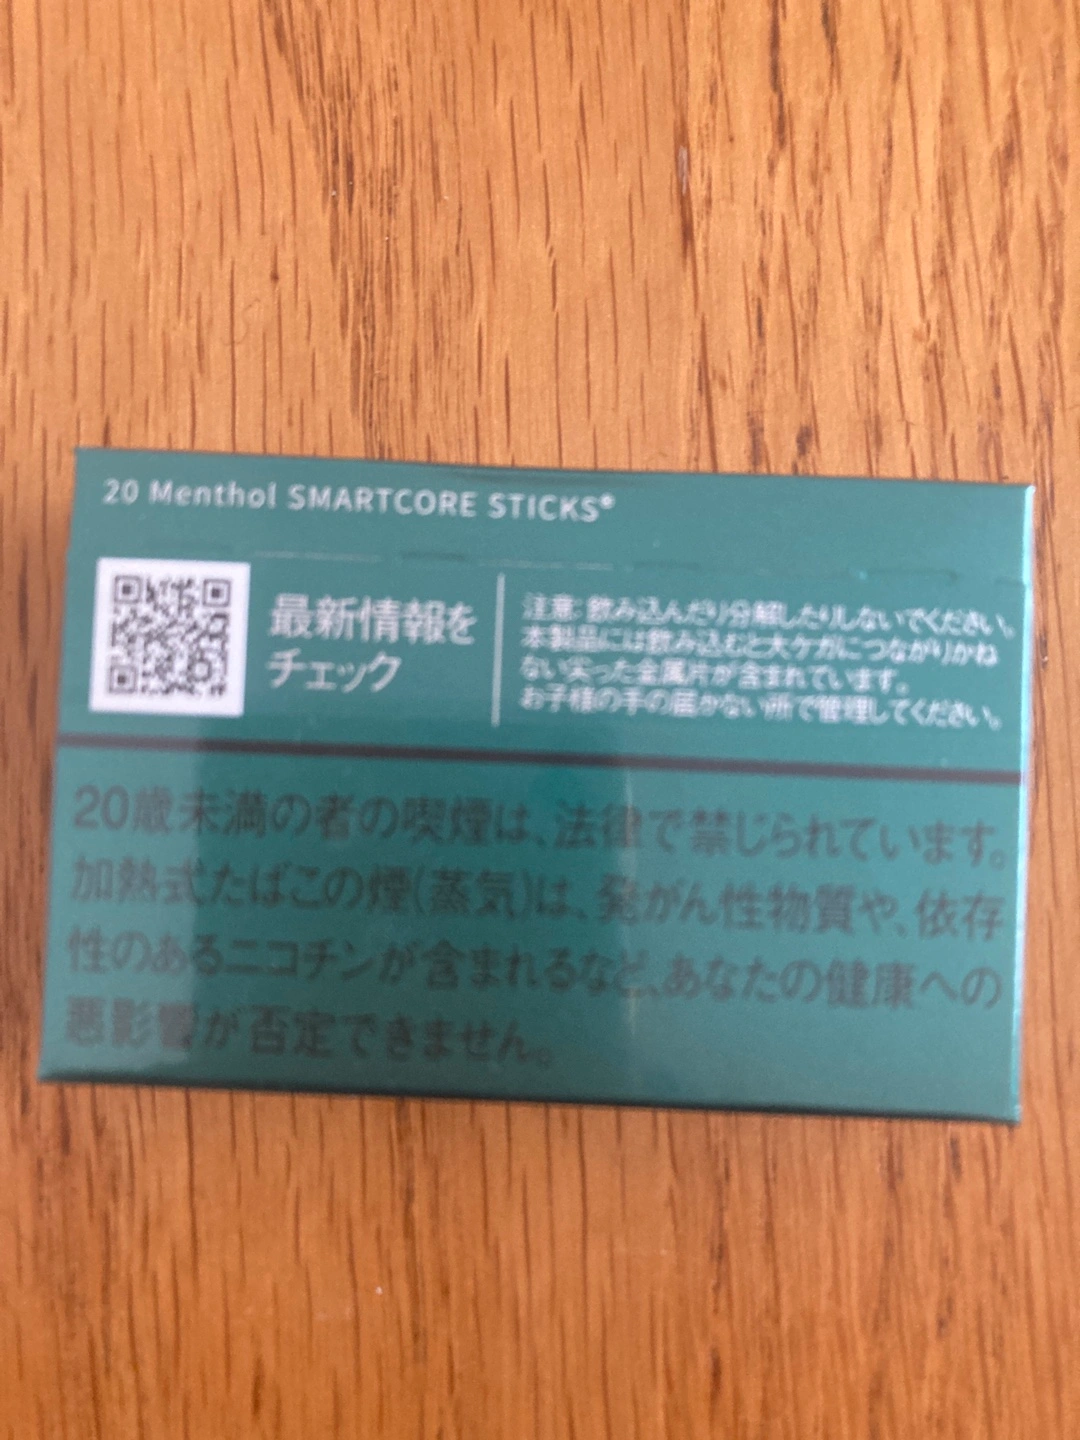 20 Menthol SMARTCORE STICKS®
最新情報を
チェック
注意: 飲み込んだり分解したりしないでください。
本製品には飲み込むと大ケガにつながりかね
ない尖った金属片が含まれています。
お子様の手の届かない所で管理してください。
20歳未満の者の喫煙は、法律で禁じられています。
加熱式たばこの煙(蒸気)は、発がん性物質や、依存
性のあるニコチンが含まれるなど、あなたの健康への
悪影響が否定できません。